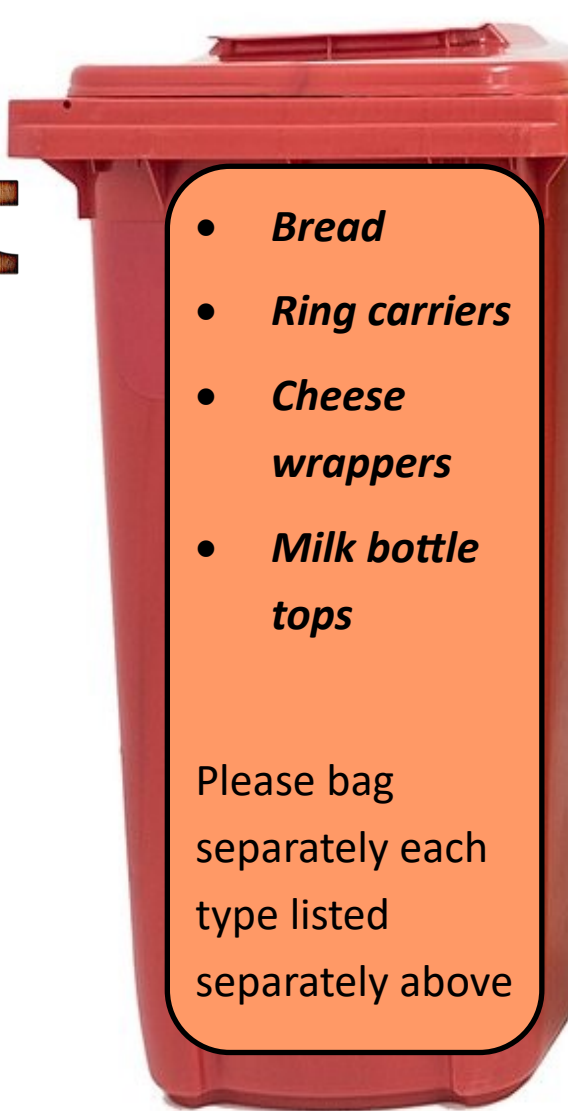 • Bread
• Ring carriers
• Cheese
wrappers
• Milk bottle
tops
Please bag
separately each
type listed
separately above